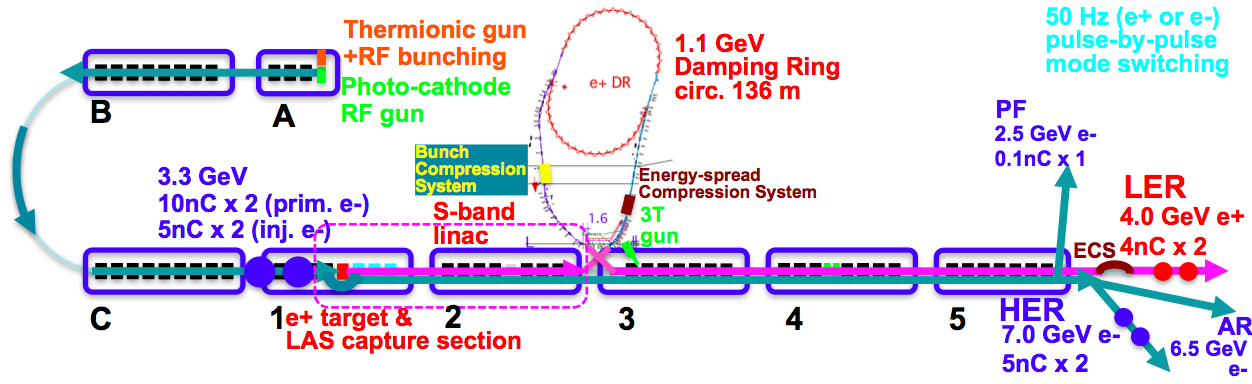 Thermionic gun
+RF bunching
Photo-cathode
RF gun
B
A
1.1 GeV
Damping Ring
circ. 136 m
e+ DR
50 Hz (e+ or e-)
pulse-by-pulse
mode switching
Bunch
Compression
System
Energy-spread
Compression System
PF
2.5 GeV e-
0.1nC x 1
3.3 GeV
10nC x 2 (prim. e-)
5nC x 2 (inj. e-)
S-band
linac
1.6
3T
gun
LER
4.0 GeV e+
4nC x 2
ECS
C
1
e+ target &
LAS capture section
2
3
4
5
HER
7.0 GeV e-
5nC x 2
AR
6.5 GeV
e-